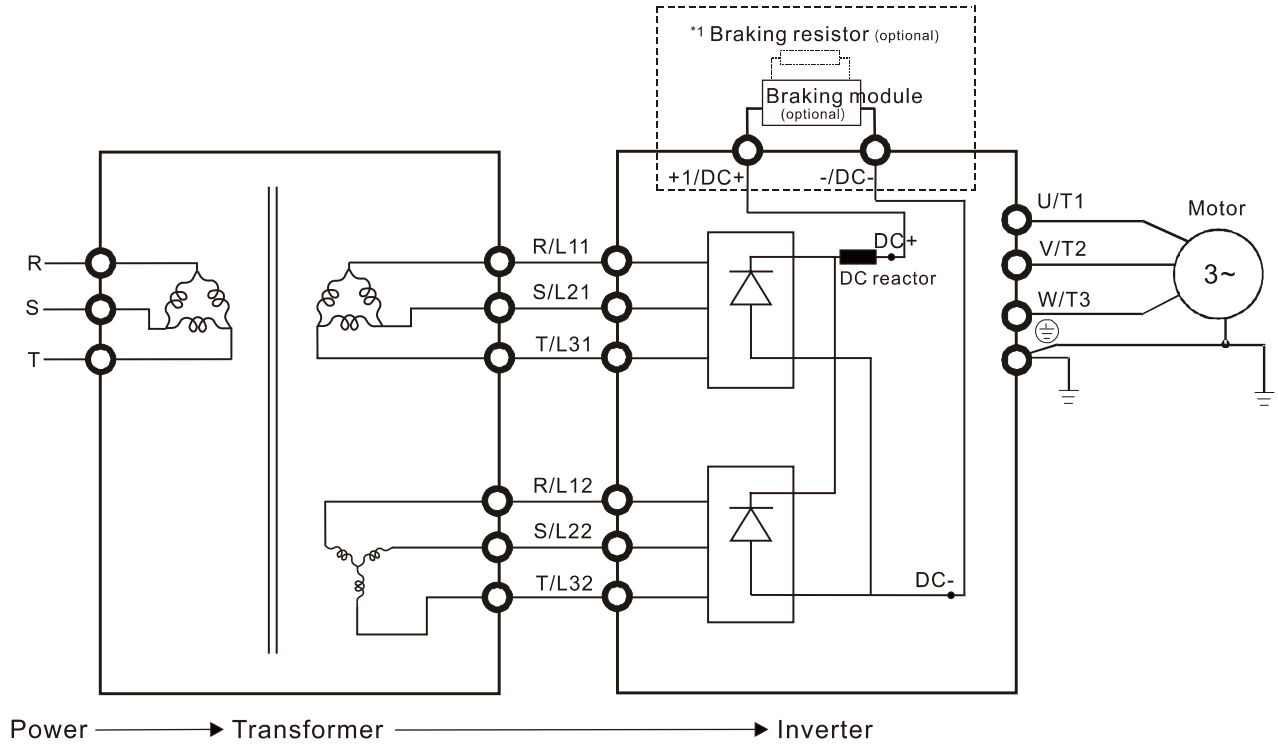 *1 Braking resistor (optional)
Braking module
(optional)
+1/DC+
-/DC-
U/T1
Motor
V/T2
3~
W/T3
R
S
T
R/L11
S/L21
T/L31
DC+
DC reactor
R/L12
S/L22
T/L32
DC-
Power
Transformer
Inverter